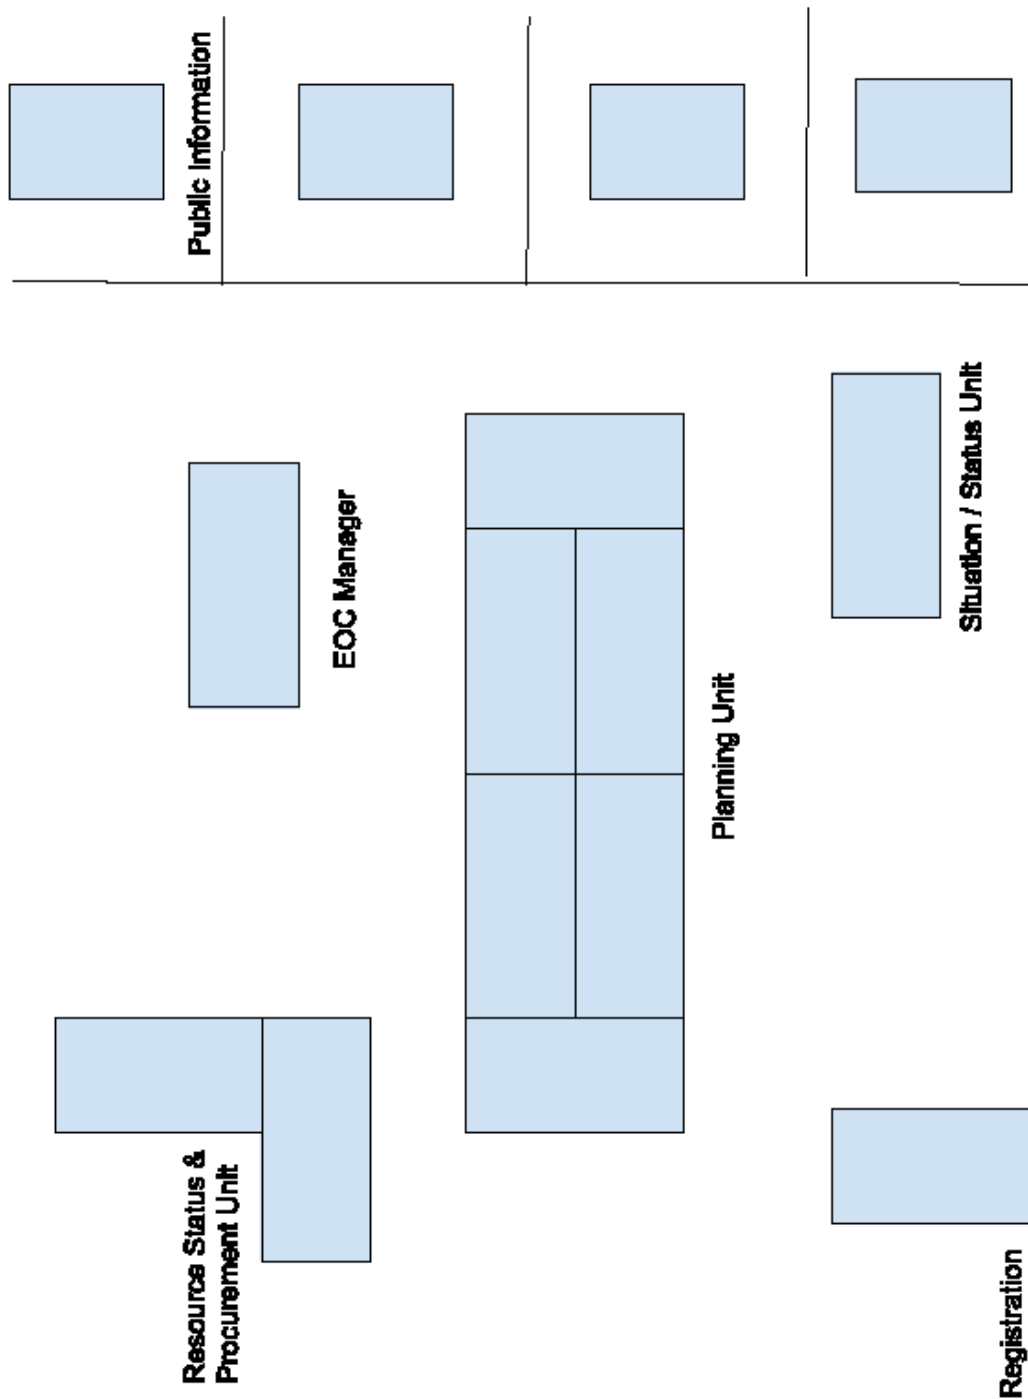 Public Information
EOC Manager
Situation / Status Unit
Planning Unit
Resource Status &
Procurement Unit
Registration